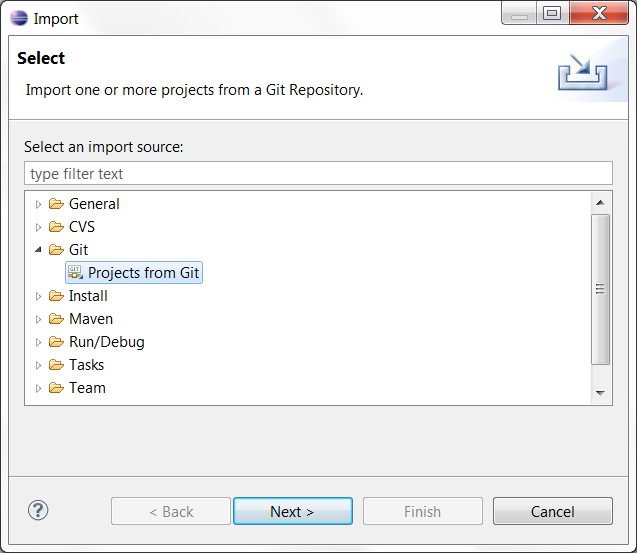 Import
Select
Import one or more projects from a Git Repository.
Select an import source:
type filter text
General
CVS
Git
GIT
Projects from Git
Install
Maven
Run/Debug
Tasks
Team
?
< Back
Next >
Finish
Cancel